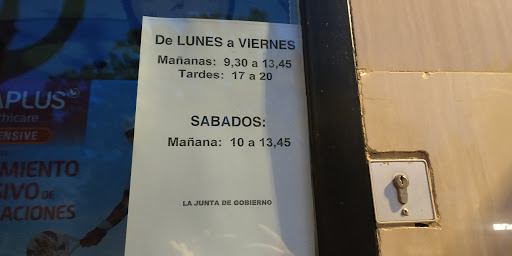 De LUNES a VIERNES
Mañanas: 9,30 a 13,45
Tardes: 17 a 20
SABADOS:
Mañana: 10 a 13,45
LA JUNTA DE GOBIERNO
APLUS
thicare
ENSIVE
MIENTO
SIVO DE
ACIONES